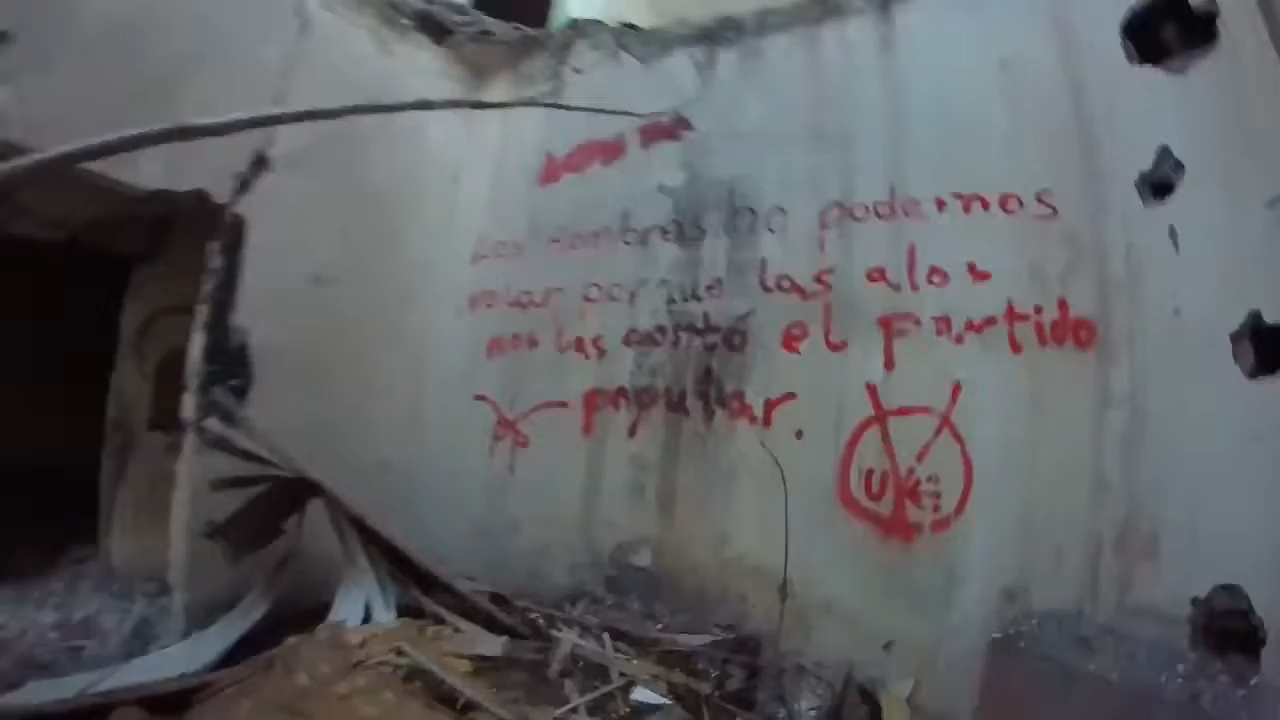 Los hombres no podemos
volar porque las alas
nos las cortó el partido
popular.